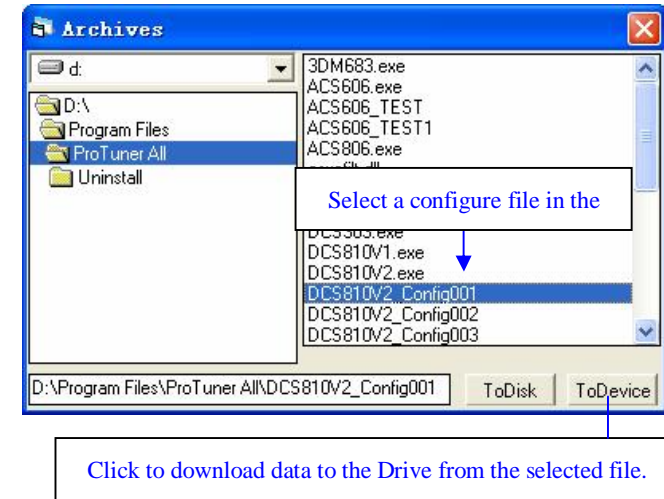 Archives
d:
D:\
Program Files
ProTuner All
Uninstall
3DM683.exe
ACS606.exe
ACS606_TEST
ACS606_TEST1
ACS806.exe
Select a configure file in the
DCS303.exe
DCS810V1.exe
DCS810V2.exe
DCS810V2_Config001
DCS810V2_Config002
DCS810V2_Config003
D:\Program Files\ProTuner All\DCS810V2_Config001
ToDisk
ToDevice
Click to download data to the Drive from the selected file.